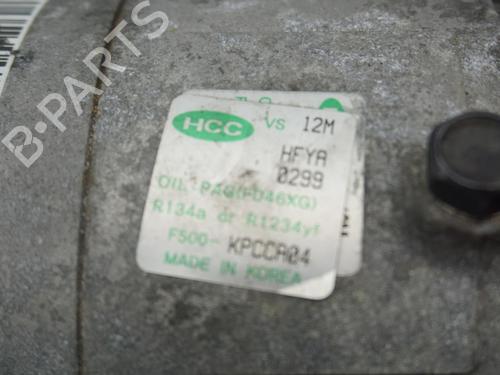 B-PARTS
HCC VS 12M
HFYA
0299
OIL: PAG(FD46XG)
R134a or R1234yf
F500- KPCCA04
MADE IN KOREA